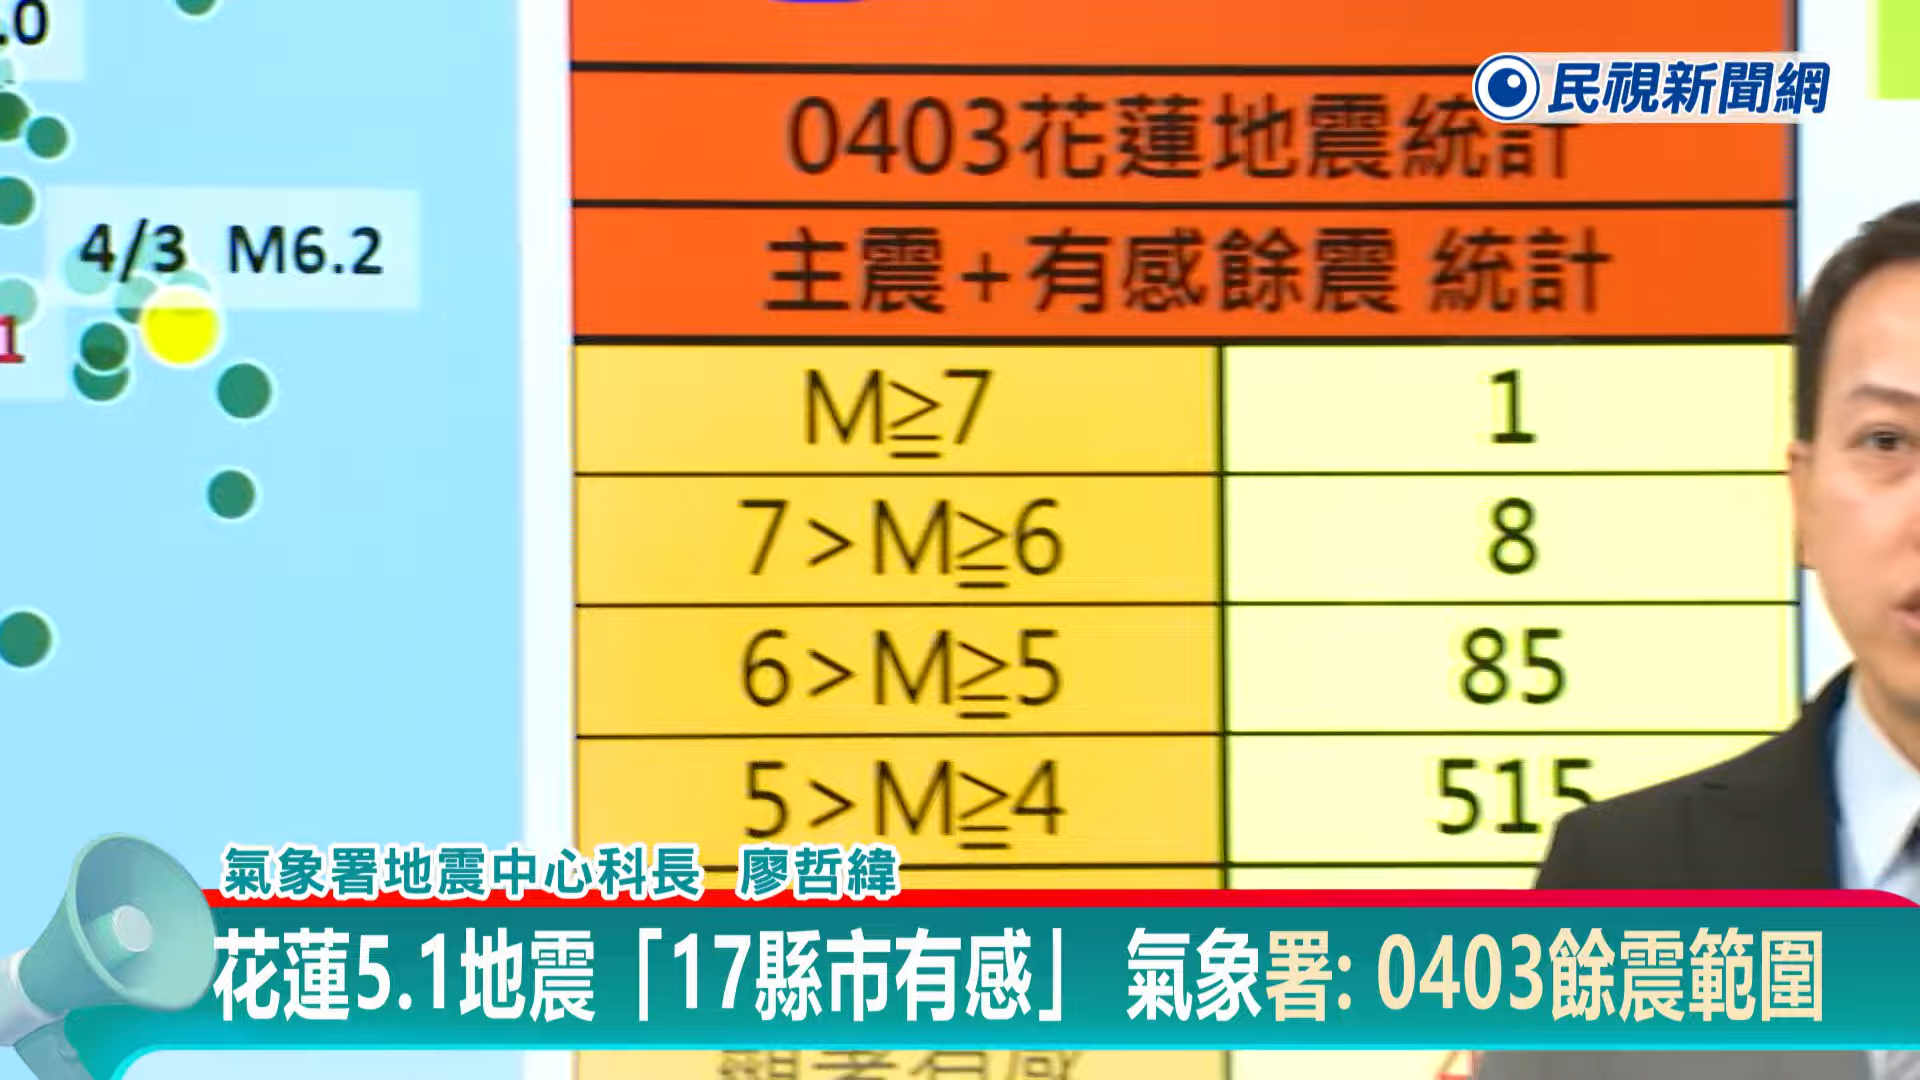 .0
民視新聞網
0403花蓮地震統計
4/3 M6.2
主震+有感餘震 統計
1
M≧7 1
7>M≧6 8
6>M≧5 85
5>M≧4 515
氣象署地震中心科長 廖哲緯
花蓮5.1地震「17縣市有感」 氣象署: 0403餘震範圍